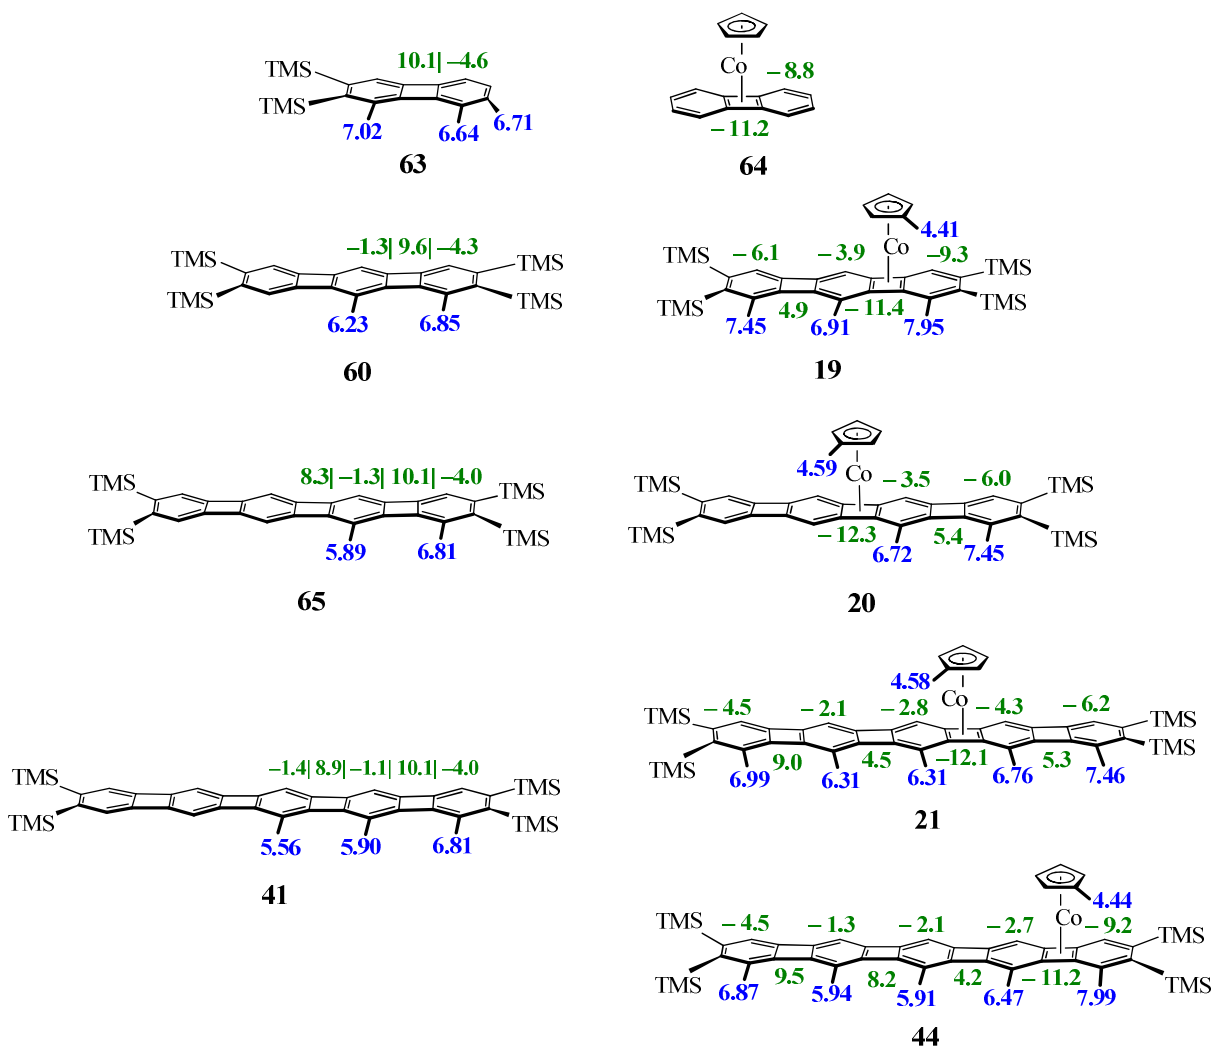 10.1| −4.6
TMS
TMS
7.02
6.64
6.71
63
Co
− 8.8
− 11.2
64
−1.3| 9.6| −4.3
TMS
TMS
TMS
TMS
6.23
6.85
60
4.41
Co
TMS
− 6.1
− 3.9
−9.3
TMS
TMS
TMS
7.45
4.9
6.91
− 11.4
7.95
19
8.3| −1.3| 10.1| −4.0
TMS
TMS
TMS
TMS
5.89
6.81
65
4.59
Co
TMS
− 3.5
− 6.0
TMS
TMS
TMS
− 12.3
6.72
5.4
7.45
20
4.58
Co
TMS
− 4.5
− 2.1
− 2.8
− 4.3
− 6.2
TMS
TMS
TMS
6.99
9.0
6.31
4.5
6.31
−12.1
6.76
5.3
7.46
21
−1.4| 8.9| −1.1| 10.1| −4.0
TMS
TMS
TMS
TMS
5.56
5.90
6.81
41
4.44
Co
TMS
− 4.5
− 1.3
− 2.1
− 2.7
− 9.2
TMS
TMS
TMS
6.87
9.5
5.94
8.2
5.91
4.2
6.47
− 11.2
7.99
44